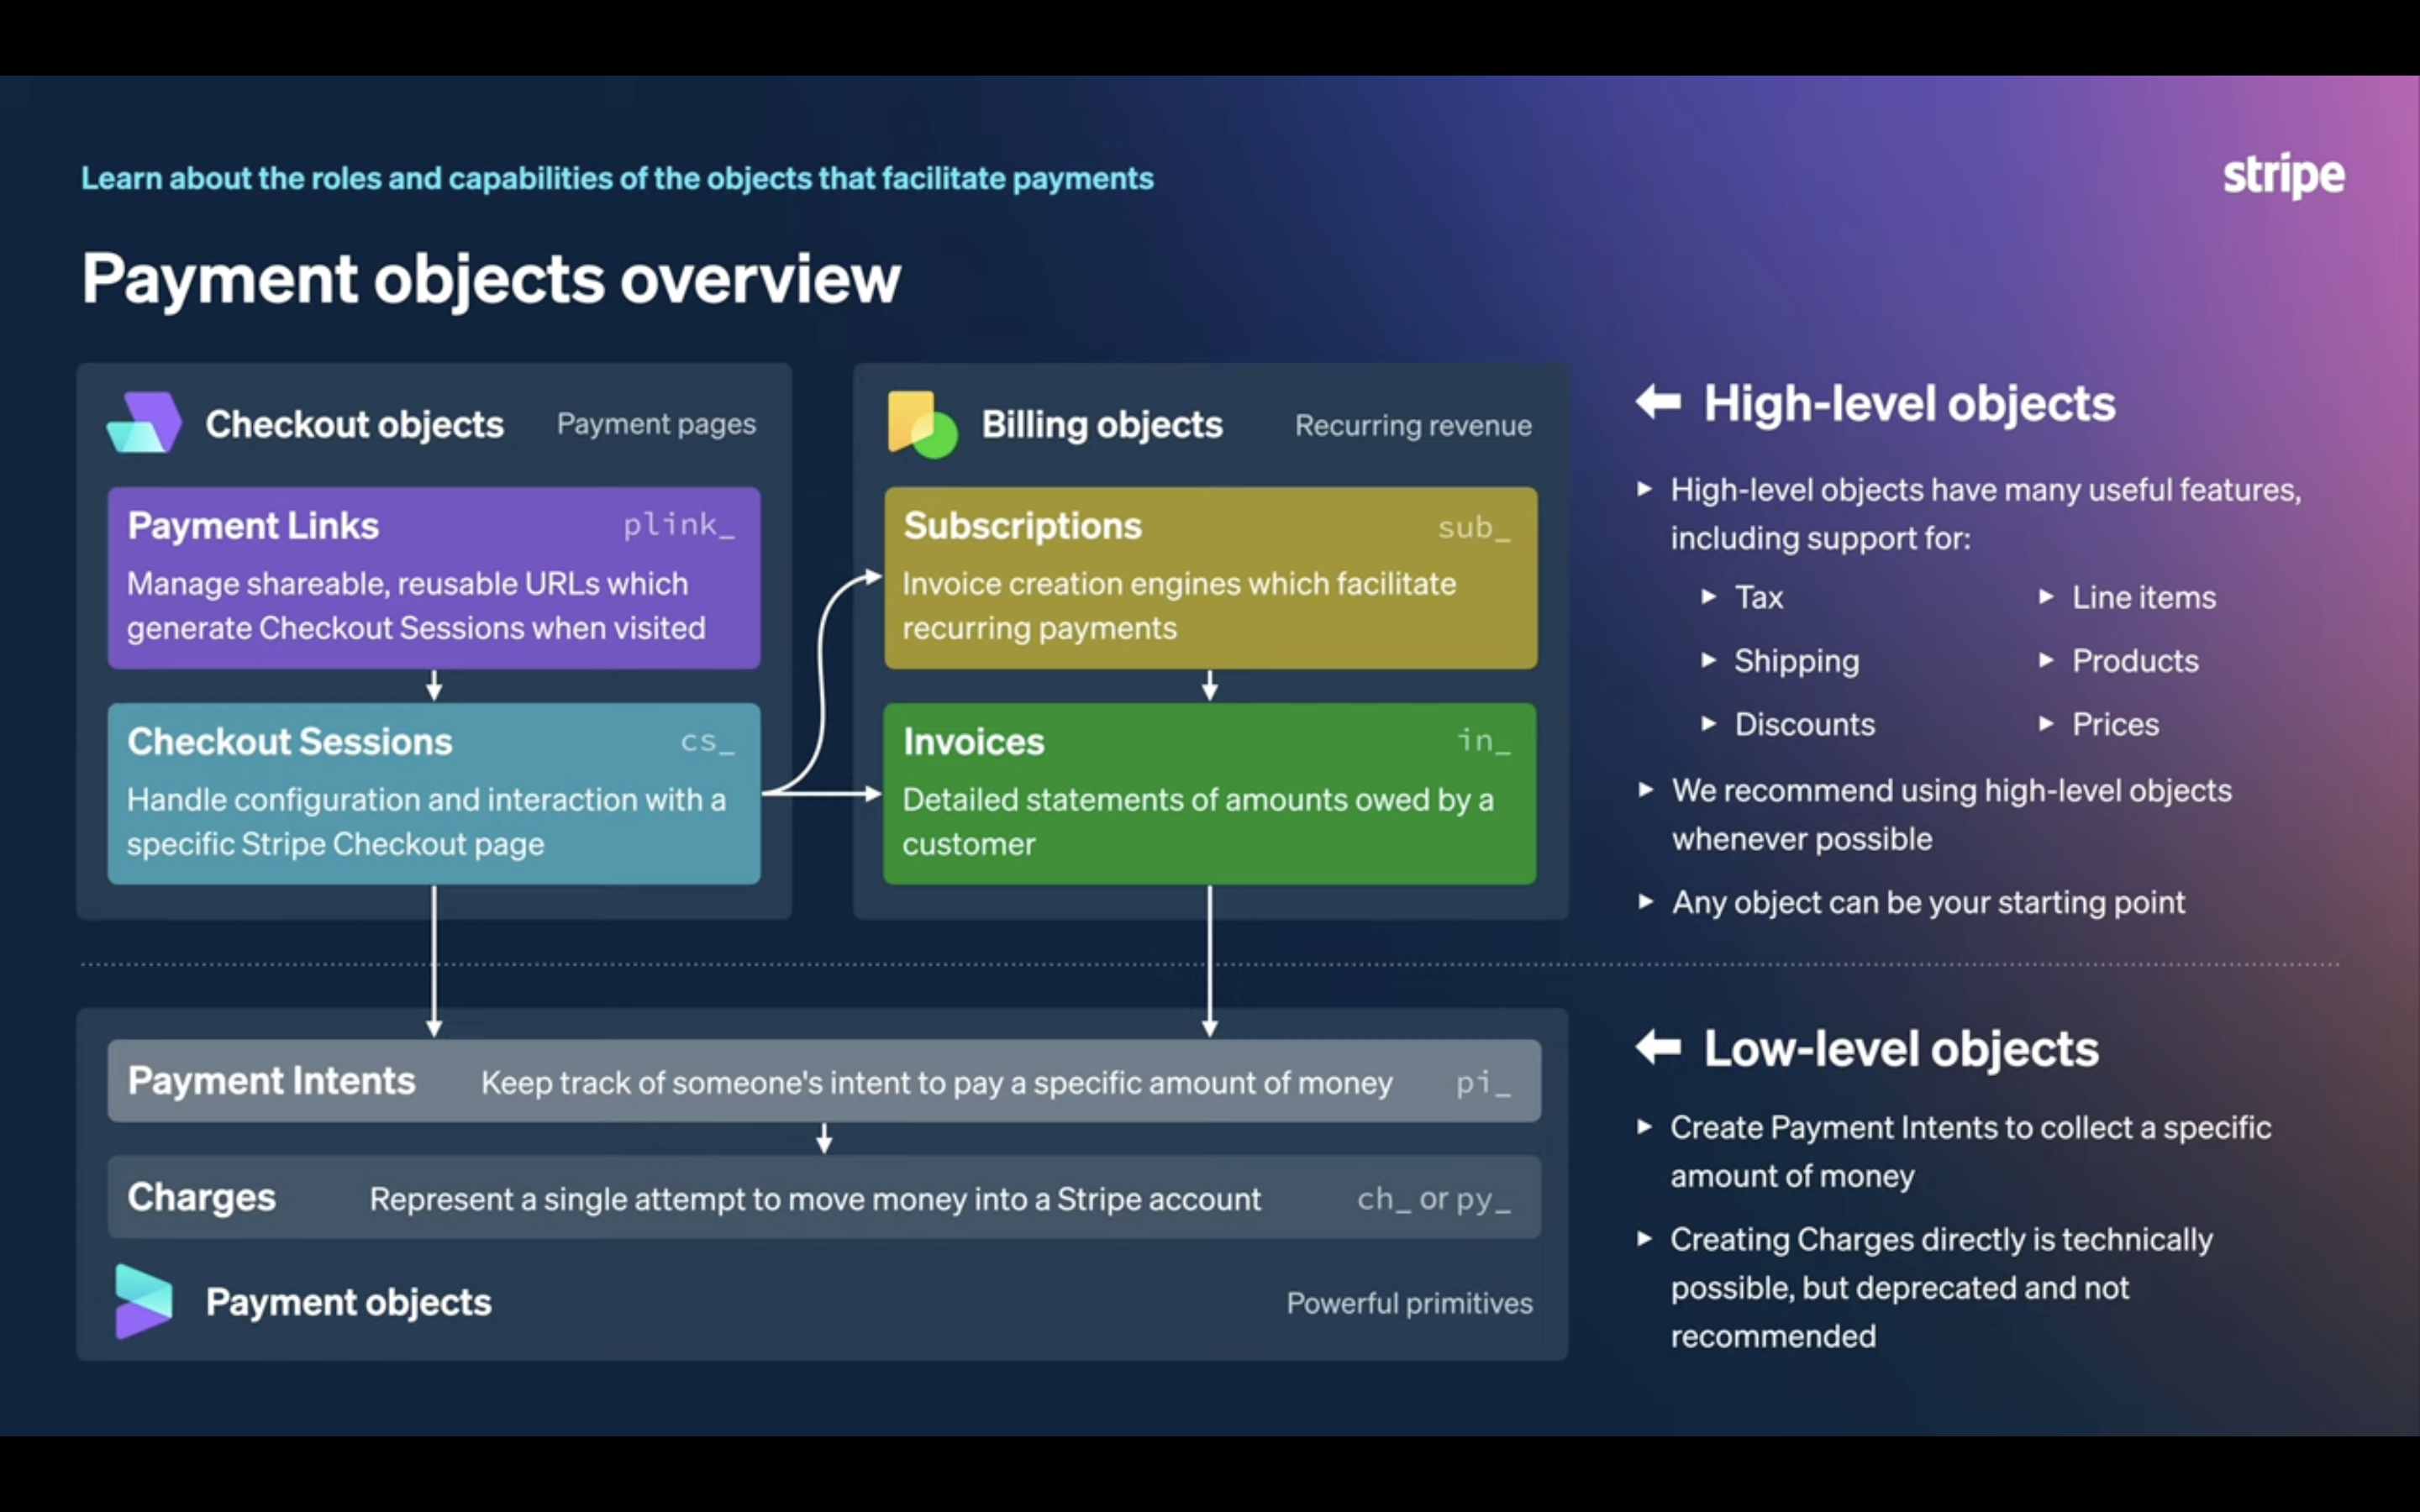 Learn about the roles and capabilities of the objects that facilitate payments
stripe
Payment objects overview
Checkout objects
Payment pages
Payment Links
plink_
Manage shareable, reusable URLs which
generate Checkout Sessions when visited
Checkout Sessions
cs_
Handle configuration and interaction with a
specific Stripe Checkout page
Billing objects
Recurring revenue
Subscriptions
sub_
Invoice creation engines which facilitate
recurring payments
Invoices
in_
Detailed statements of amounts owed by a
customer
High-level objects
High-level objects have many useful features,
including support for:
Tax
Line items
Shipping
Products
Discounts
Prices
We recommend using high-level objects
whenever possible
Any object can be your starting point
Payment Intents
Keep track of someone's intent to pay a specific amount of money
pi_
Charges
Represent a single attempt to move money into a Stripe account
ch_ or py_
Payment objects
Powerful primitives
Low-level objects
Create Payment Intents to collect a specific
amount of money
Creating Charges directly is technically
possible, but deprecated and not
recommended